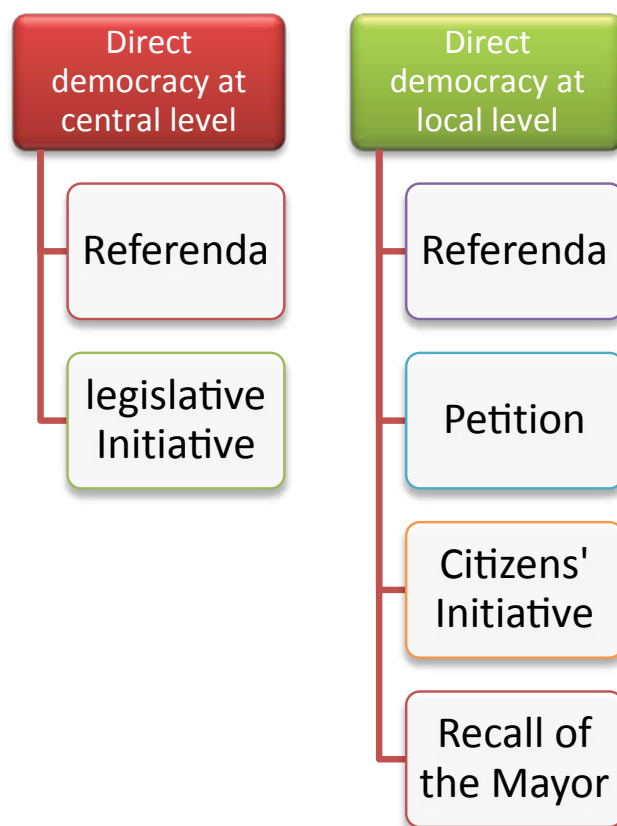 Direct
democracy at
central level
Referenda
legislative
Initiative
Direct
democracy at
local level
Referenda
Petition
Citizens'
Initiative
Recall of
the Mayor